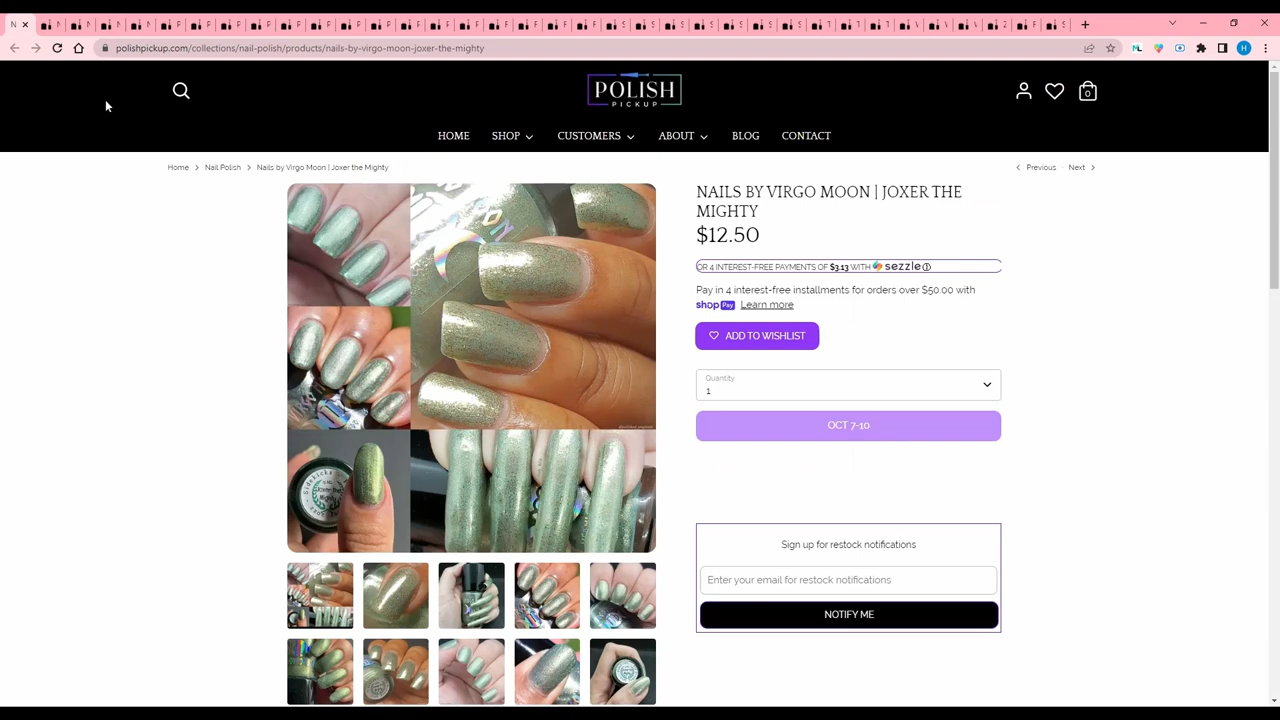 polishpickup.com/collections/nail-polish/products/nails-by-virgo-moon-joxer-the-mighty
POLISH
PICKUP
0
HOME SHOP CUSTOMERS ABOUT BLOG CONTACT
Home > Nail Polish > Nails by Virgo Moon | Joxer the Mighty
< Previous · Next >
NAILS BY VIRGO MOON | JOXER THE
MIGHTY
$12.50
OR 4 INTEREST-FREE PAYMENTS OF $3.13 WITH sezzle
Pay in 4 interest-free installments for orders over $50.00 with
shop Pay Learn more
ADD TO WISHLIST
Quantity
1
OCT 7-10
Sign up for restock notifications
Enter your email for restock notifications
NOTIFY ME
Joxer the
Mighty